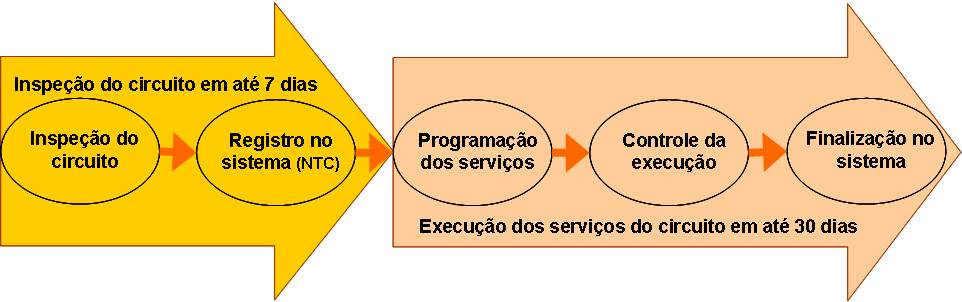 Inspeção do circuito em até 7 dias
Inspeção do
circuito
Registro no
sistema (NTC)
Programação
dos serviços
Controle da
execução
Finalização no
sistema
Execução dos serviços do circuito em até 30 dias